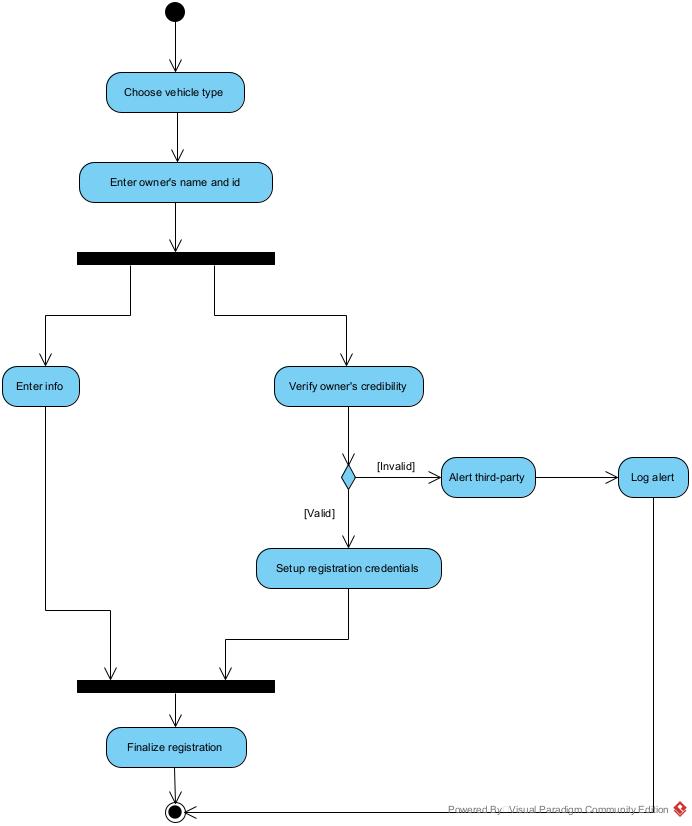 Choose vehicle type
Enter owner's name and id
Enter info
Verify owner's credibility
[Invalid]
Alert third-party
Log alert
[Valid]
Setup registration credentials
Finalize registration
Powered By Visual Paradigm Community Edition